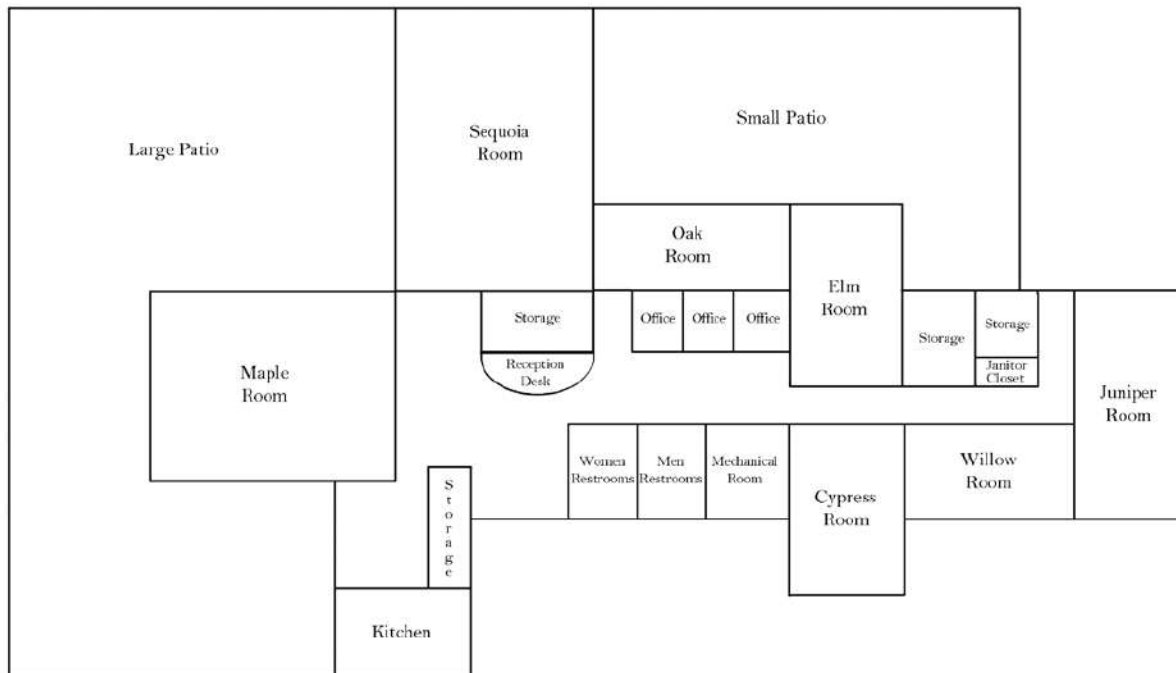 Large Patio
Sequoia
Room
Small Patio
Oak
Room
Elm
Room
Storage
Reception
Desk
Office
Office
Office
Storage
Storage
Janitor
Closet
Maple
Room
Juniper
Room
Women
Restrooms
Men
Restrooms
Mechanical
Room
Cypress
Room
Willow
Room
Storage
Kitchen